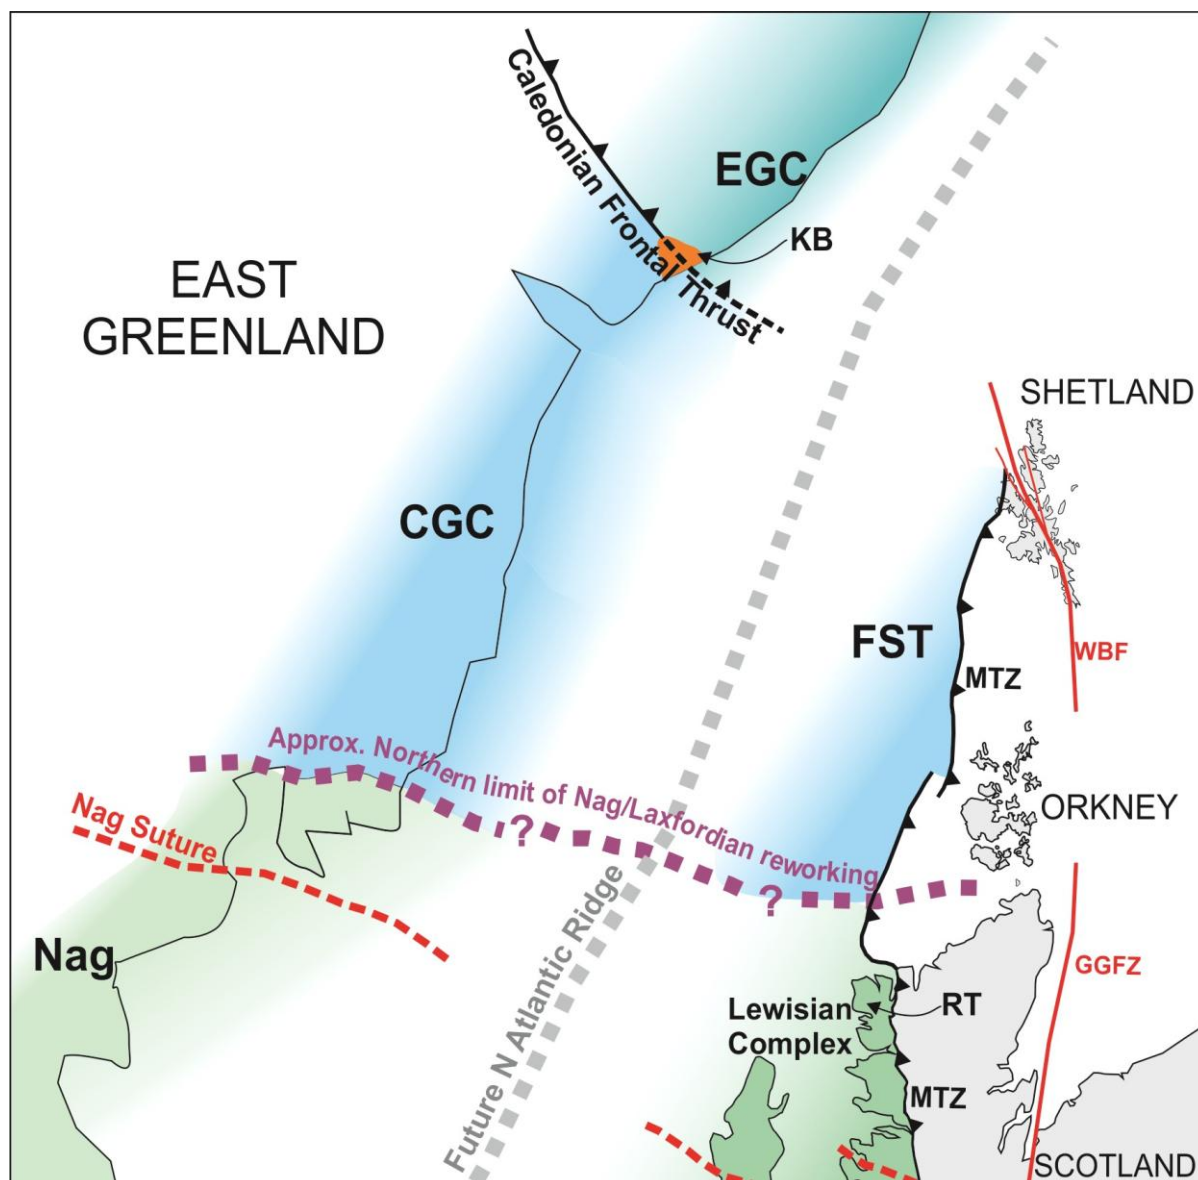 Caledonian Frontal Thrust
EGC
KB
EAST
GREENLAND
SHETLAND
CGC
FST
WBF
MTZ
Approx. Northern limit of Nag/Laxfordian reworking
?
?
ORKNEY
Nag Suture
Nag
Future N Atlantic Ridge
GGFZ
Lewisian
Complex
RT
MTZ
SCOTLAND